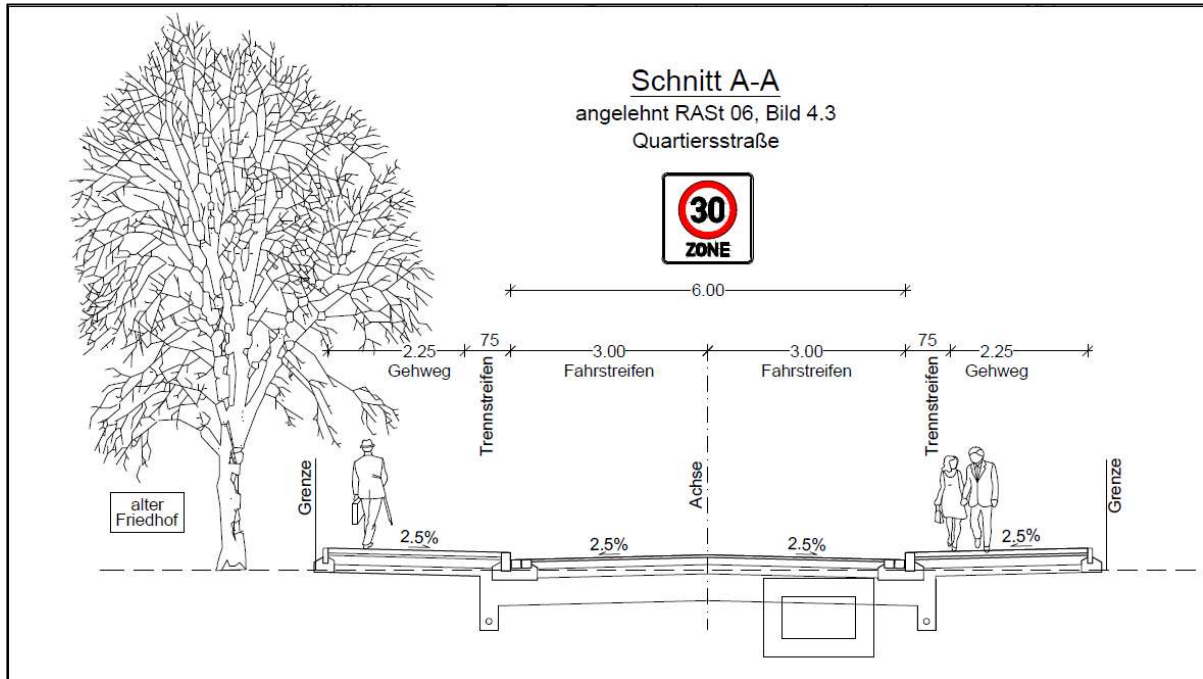 Schnitt A-A
angelehnt RASt 06, Bild 4.3
Quartiersstraße
30
ZONE
6.00
2.25
75
3.00
3.00
75
2.25
Gehweg
Trennstreifen
Fahrstreifen
Fahrstreifen
Trennstreifen
Gehweg
Grenze
Achse
Grenze
alter
Friedhof
2.5%
2.5%
2.5%
2.5%